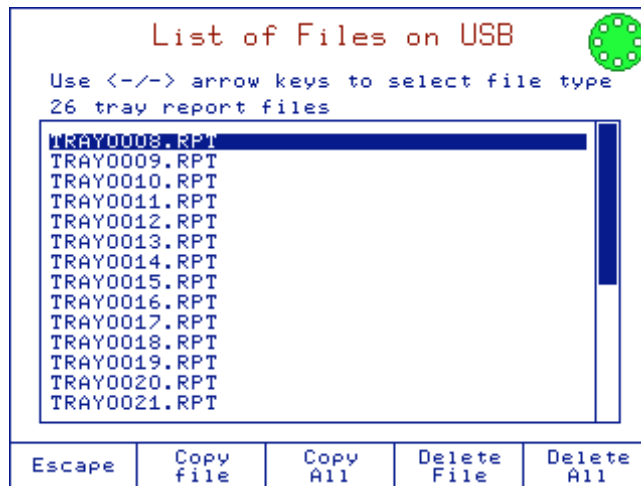 List of Files on USB
Use <-/-> arrow keys to select file type
26 tray report files
TRAY0008.RPT
TRAY0009.RPT
TRAY0010.RPT
TRAY0011.RPT
TRAY0012.RPT
TRAY0013.RPT
TRAY0014.RPT
TRAY0015.RPT
TRAY0016.RPT
TRAY0017.RPT
TRAY0018.RPT
TRAY0019.RPT
TRAY0020.RPT
TRAY0021.RPT
Escape
Copy
file
Copy
All
Delete
File
Delete
All